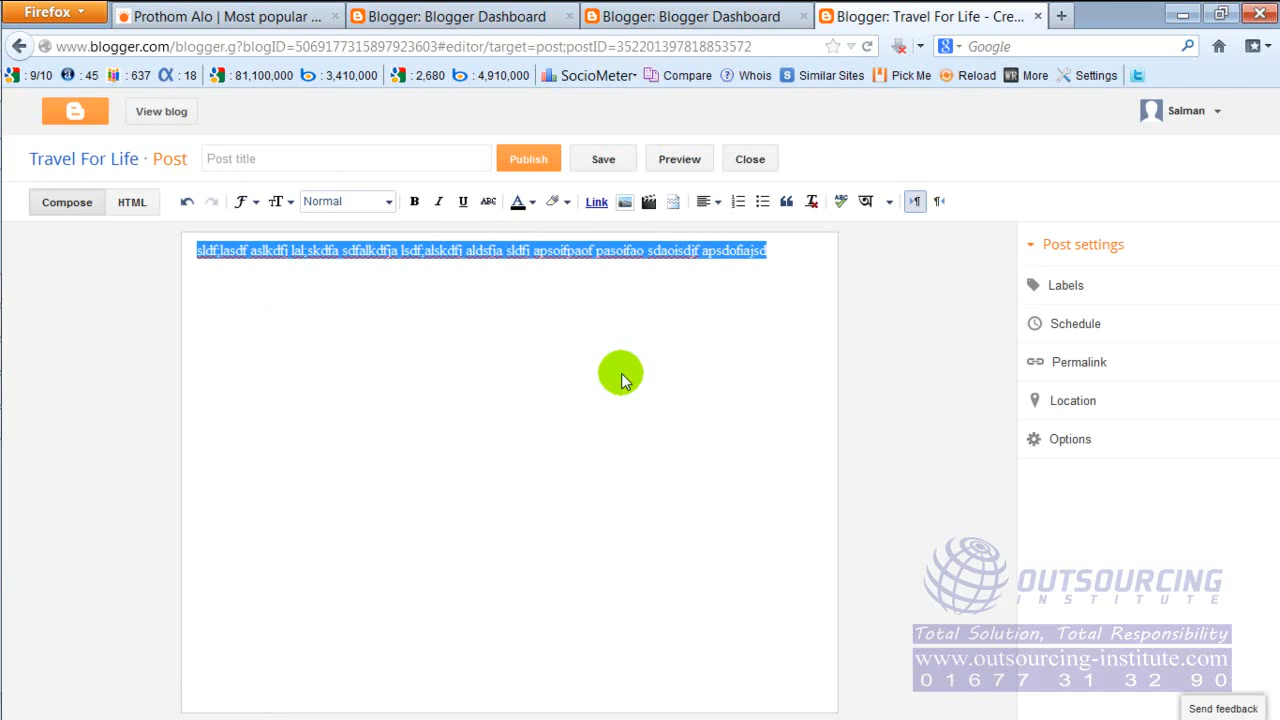 Firefox
Prothom Alo | Most popular ...
Blogger: Blogger Dashboard
Blogger: Blogger Dashboard
Blogger: Travel For Life - Cre...
www.blogger.com/blogger.g?blogID=5069177315897923603#editor/target=post;postID=352201397818853572
Google
: 9/10 : 45 : 637 : 18 : 81,100,000 : 3,410,000 : 2,680 : 4,910,000 SocioMeter Compare Whois Similar Sites Pick Me Reload More Settings
View blog
Salman
Travel For Life · Post
Post title
Publish
Save
Preview
Close
Compose
HTML
Normal
B I U ABC A Link অ
sldf;lasdf aslkdfj lal;skdfa sdfalkdfja lsdf;alskdfj aldsfja sldfj apsoifpaof pasoifao sdaoisdjf apsdofiajsd
Post settings
Labels
Schedule
Permalink
Location
Options
OUTSOURCING
INSTITUTE
Total Solution, Total Responsibility
www.outsourcing-institute.com
01677 31 32 90
Send feedback